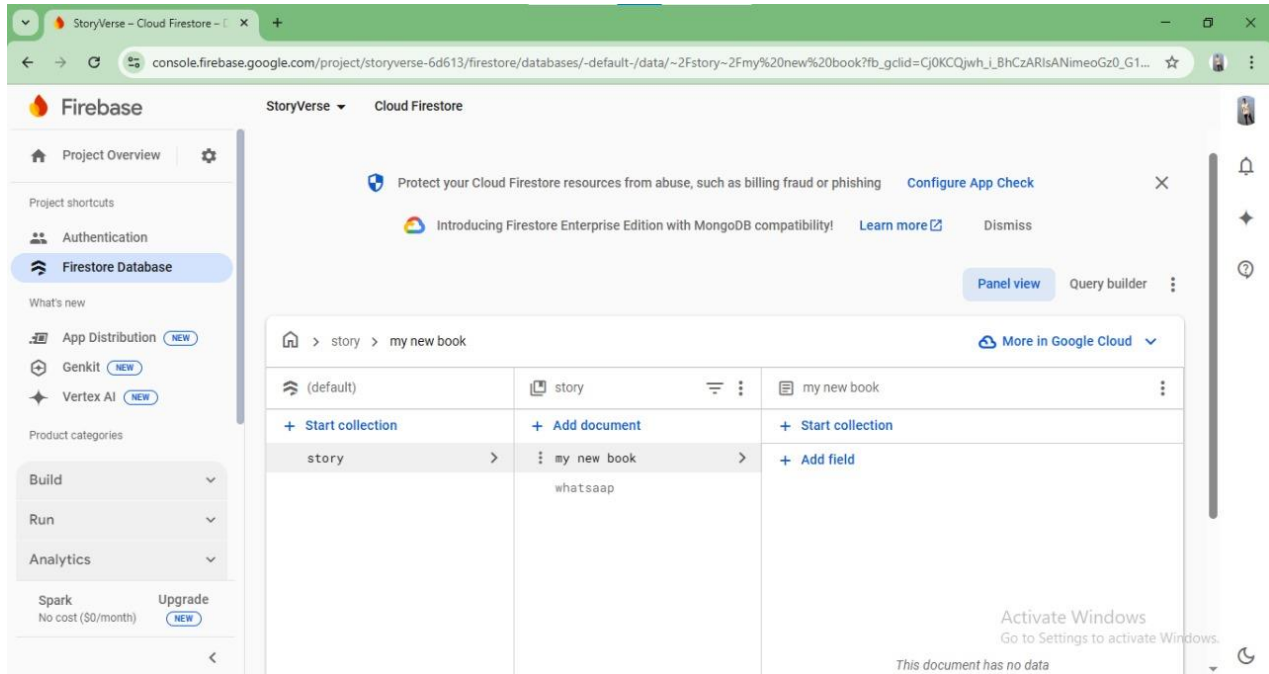 StoryVerse – Cloud Firestore –
console.firebase.google.com/project/storyverse-6d613/firestore/databases/-default-/data/~2Fstory~2Fmy%20new%20book?fb_gclid=Cj0KCQjwh_i_BhCzARIsANimeoGz0_G1...
Firebase
StoryVerse
Cloud Firestore
Project Overview
Project shortcuts
Authentication
Firestore Database
What's new
App Distribution NEW
Genkit NEW
Vertex AI NEW
Product categories
Build
Run
Analytics
Spark
No cost ($0/month)
Upgrade
NEW
Protect your Cloud Firestore resources from abuse, such as billing fraud or phishing Configure App Check
Introducing Firestore Enterprise Edition with MongoDB compatibility! Learn more Dismiss
Panel view Query builder
> story > my new book
More in Google Cloud
(default)
+ Start collection
story
story
+ Add document
my new book
whatsaap
my new book
+ Start collection
+ Add field
This document has no data
Activate Windows
Go to Settings to activate Windows.